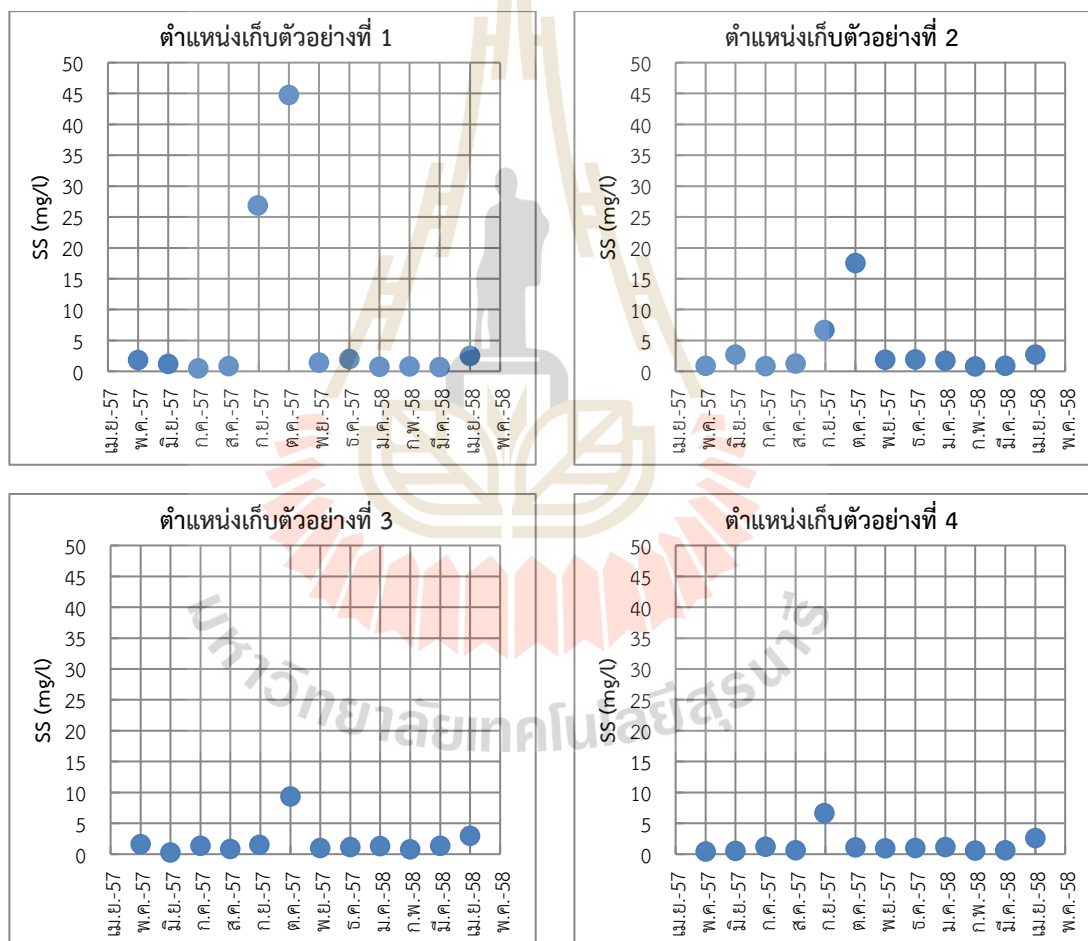 ตำแหน่งเก็บตัวอย่างที่ 1
50
45
40
35
30
25
20
15
10
5
0
SS (mg/l)
เม.ย.-57
พ.ค.-57
มิ.ย.-57
ก.ค.-57
ส.ค.-57
ก.ย.-57
ต.ค.-57
พ.ย.-57
ธ.ค.-57
ม.ค.-58
ก.พ.-58
มี.ค.-58
เม.ย.-58
พ.ค.-58
ตำแหน่งเก็บตัวอย่างที่ 2
50
45
40
35
30
25
20
15
10
5
0
SS (mg/l)
เม.ย.-57
พ.ค.-57
มิ.ย.-57
ก.ค.-57
ส.ค.-57
ก.ย.-57
ต.ค.-57
พ.ย.-57
ธ.ค.-57
ม.ค.-58
ก.พ.-58
มี.ค.-58
เม.ย.-58
พ.ค.-58
ตำแหน่งเก็บตัวอย่างที่ 3
50
45
40
35
30
25
20
15
10
5
0
SS (mg/l)
เม.ย.-57
พ.ค.-57
มิ.ย.-57
ก.ค.-57
ส.ค.-57
ก.ย.-57
ต.ค.-57
พ.ย.-57
ธ.ค.-57
ม.ค.-58
ก.พ.-58
มี.ค.-58
เม.ย.-58
พ.ค.-58
ตำแหน่งเก็บตัวอย่างที่ 4
50
45
40
35
30
25
20
15
10
5
0
SS (mg/l)
เม.ย.-57
พ.ค.-57
มิ.ย.-57
ก.ค.-57
ส.ค.-57
ก.ย.-57
ต.ค.-57
พ.ย.-57
ธ.ค.-57
ม.ค.-58
ก.พ.-58
มี.ค.-58
เม.ย.-58
พ.ค.-58
มหาวิทยาลัยเทคโนโลยีสุรนารี